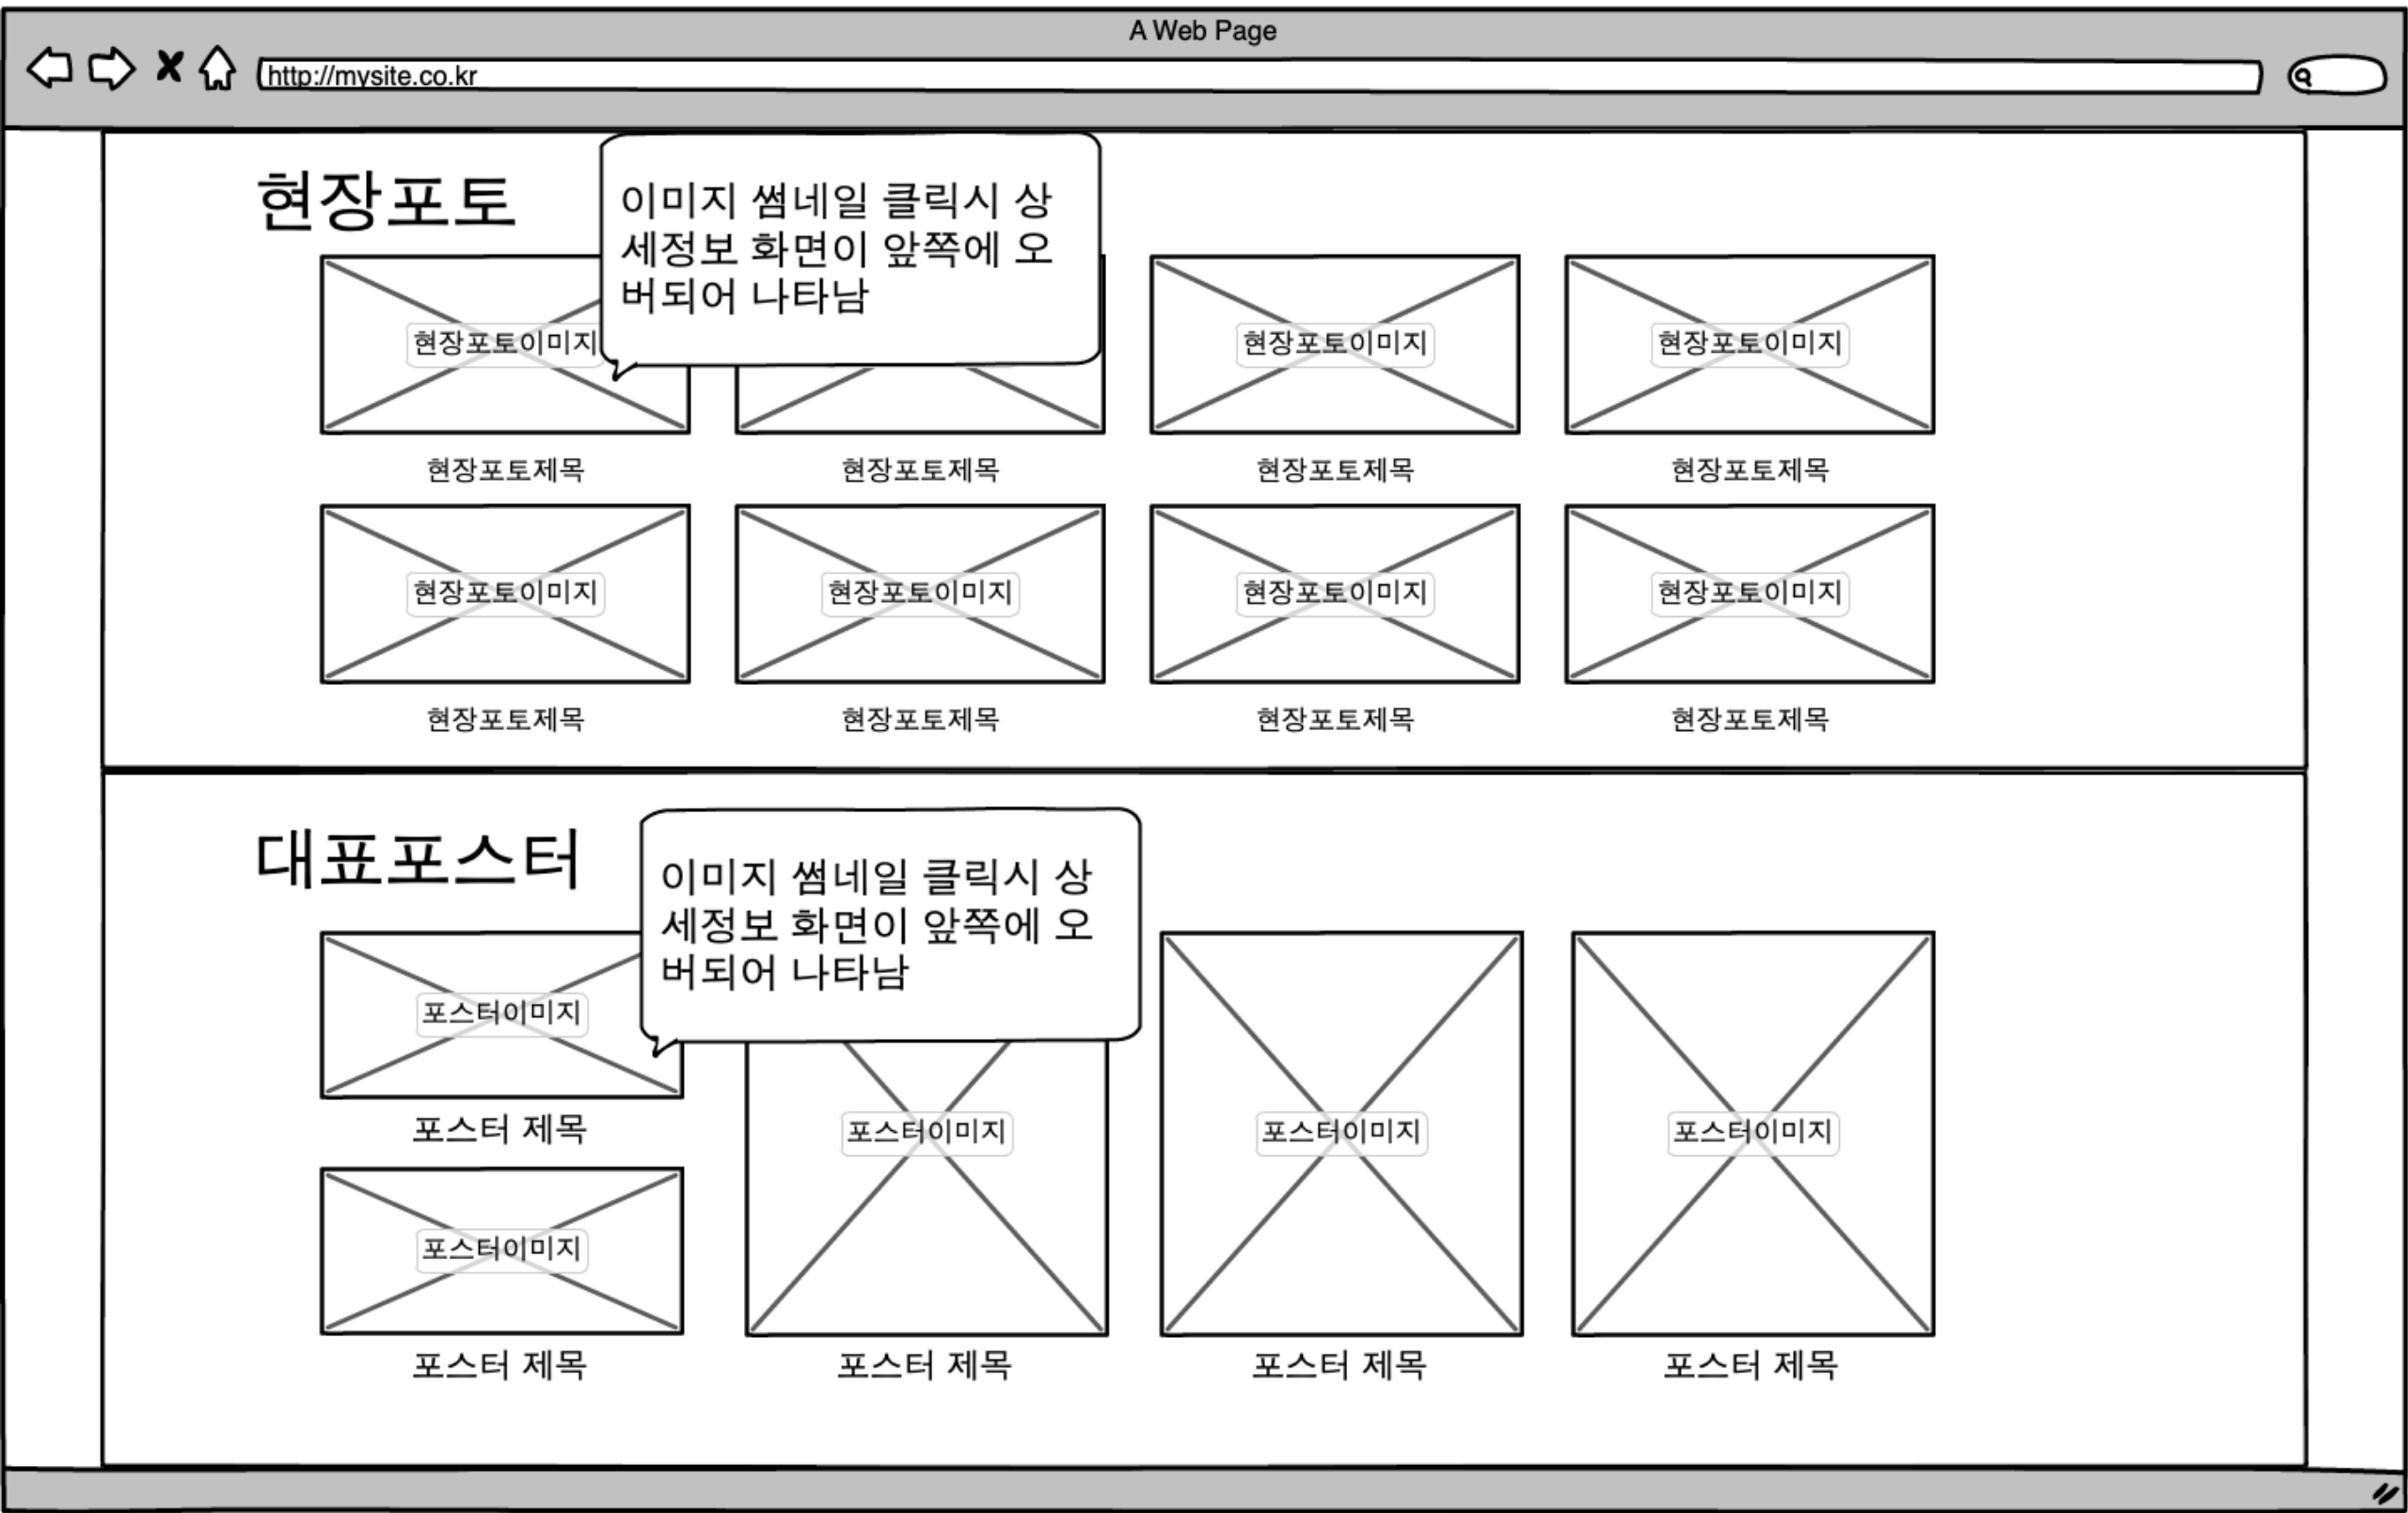 A Web Page
http://mysite.co.kr
현장포토
이미지 썸네일 클릭시 상
세정보 화면이 앞쪽에 오
버되어 나타남
현장포토이미지
현장포토이미지
현장포토이미지
현장포토제목
현장포토제목
현장포토제목
현장포토제목
현장포토이미지
현장포토이미지
현장포토이미지
현장포토이미지
현장포토제목
현장포토제목
현장포토제목
현장포토제목
대표포스터
이미지 썸네일 클릭시 상
세정보 화면이 앞쪽에 오
버되어 나타남
포스터이미지
포스터 제목
포스터이미지
포스터이미지
포스터이미지
포스터이미지
포스터 제목
포스터 제목
포스터 제목
포스터 제목